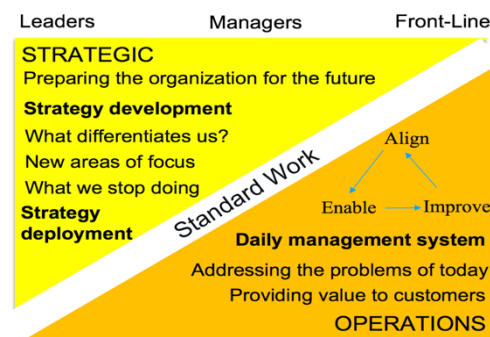 Leaders Managers Front-Line
STRATEGIC
Preparing the organization for the future
Strategy development
What differentiates us?
New areas of focus
What we stop doing
Strategy
deployment
Standard Work
Align
Enable Improve
Daily management system
Addressing the problems of today
Providing value to customers
OPERATIONS